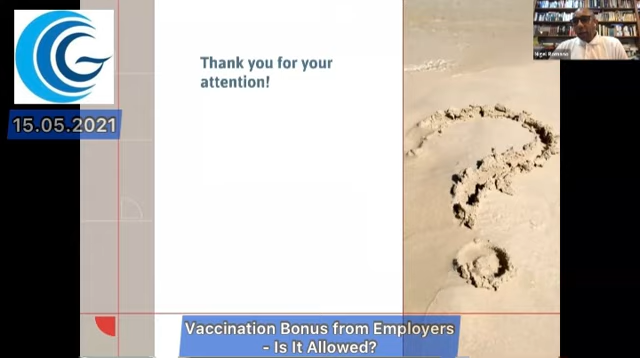 Thank you for your
attention!
15.05.2021
Vaccination Bonus from Employers
- Is It Allowed?